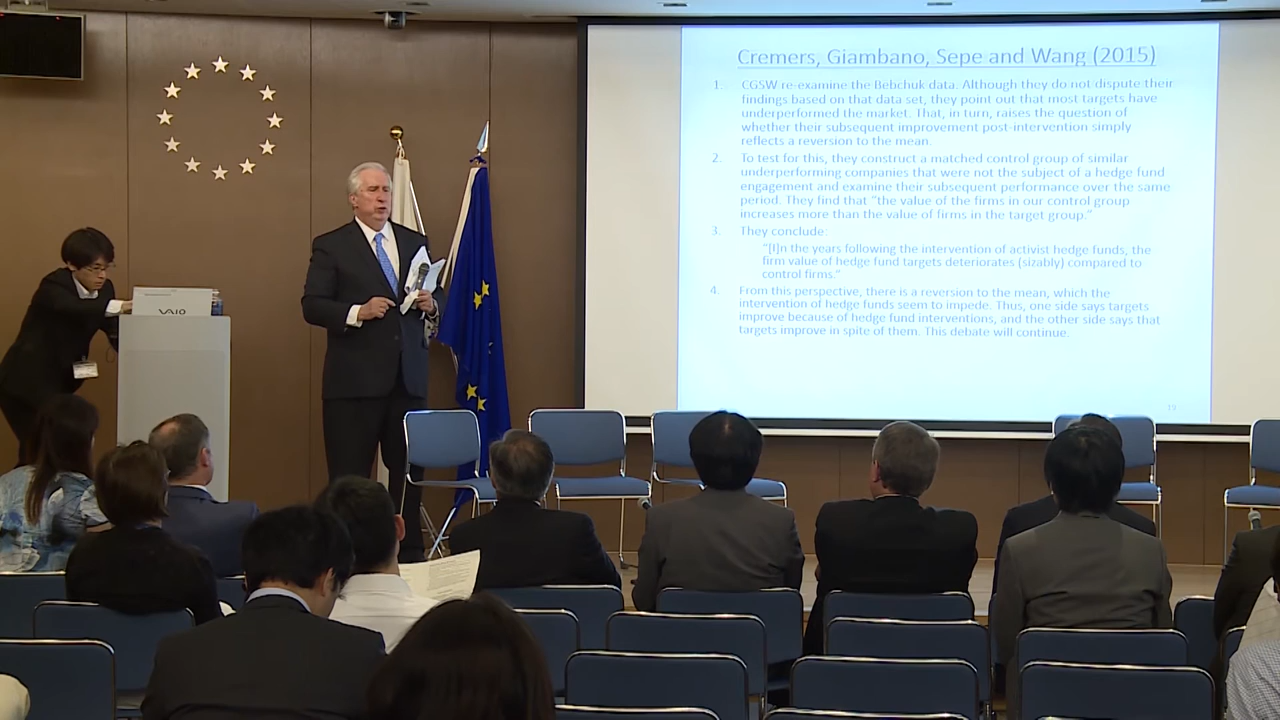 Cremers, Giambano, Sepe and Wang (2015)
1. CGSW re-examine the Bebchuk data. Although they do not dispute their
findings based on that data set, they point out that most targets have
underperformed the market. That, in turn, raises the question of
whether their subsequent improvement post-intervention simply
reflects a reversion to the mean.
2. To test for this, they construct a matched control group of similar
underperforming companies that were not the subject of a hedge fund
engagement and examine their subsequent performance over the same
period. They find that “the value of the firms in our control group
increases more than the value of firms in the target group.”
3. They conclude:
“[I]n the years following the intervention of activist hedge funds, the
firm value of hedge fund targets deteriorates (sizably) compared to
control firms.”
4. From this perspective, there is a reversion to the mean, which the
intervention of hedge funds seem to impede. Thus, one side says targets
improve because of hedge fund interventions, and the other side says that
targets improve in spite of them. This debate will continue.
19
VAIO